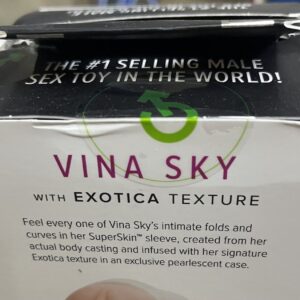 THE #1 SELLING MALE
SEX TOY IN THE WORLD!
VINA SKY
WITH EXOTICA TEXTURE
Feel every one of Vina Sky's intimate folds and
curves in her SuperSkin™ sleeve, created from her
actual body casting and infused with her signature
Exotica texture in an exclusive pearlescent case.